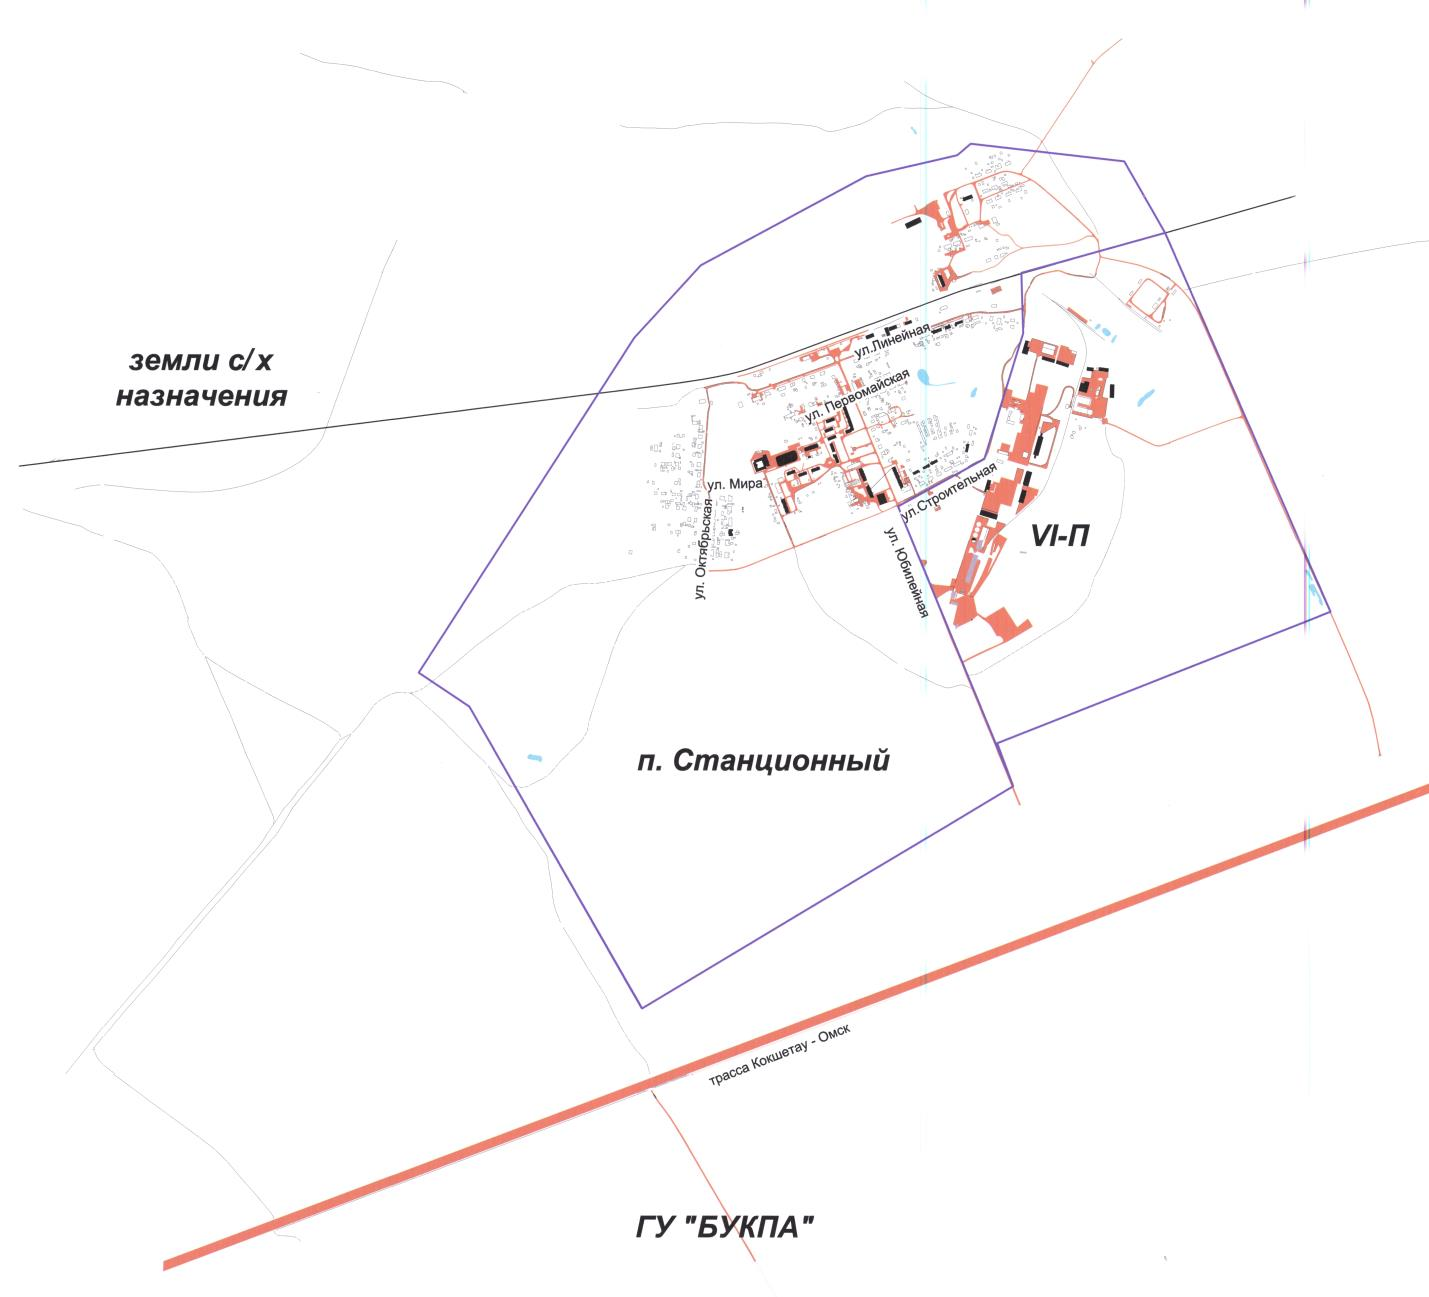 ул.Линейная
земли с/х
назначения
ул. Первомайская
ул. Мира
ул.Строительная
ул. Октябрьская
ул. Юбилейная
VI-П
п. Станционный
трасса Кокшетау - Омск
ГУ "БУКПА"